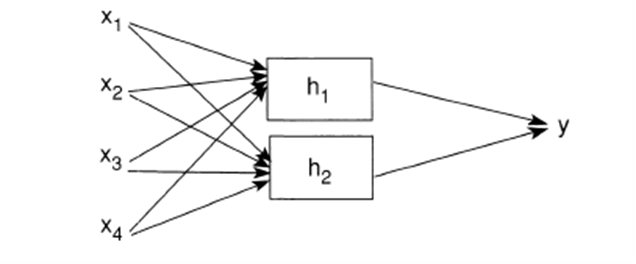 x₁
x₂
x₃
x₄
h₁
h₂
y